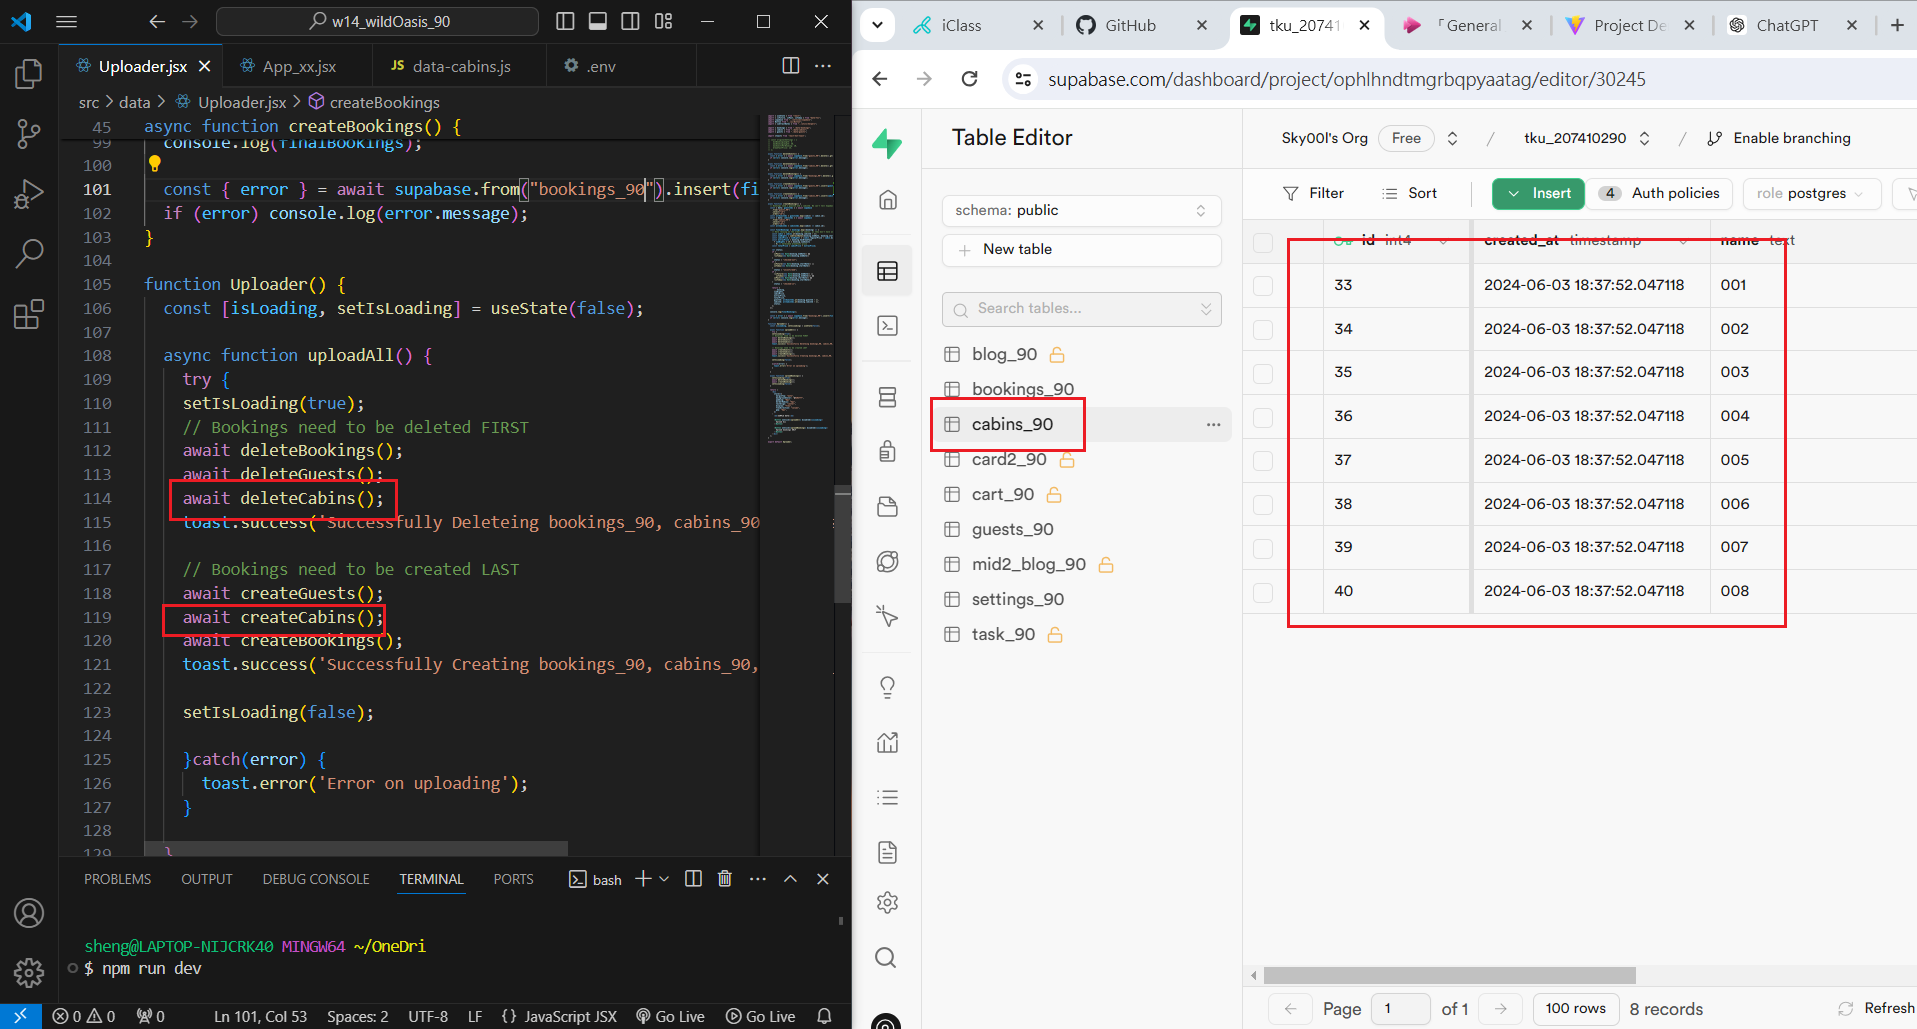 w14_wildOasis_90
Uploader.jsx
App_xx.jsx
JS data-cabins.js
.env
src > data > Uploader.jsx > createBookings
45 async function createBookings() {
99 console.log(finalBookings);
100
101 const { error } = await supabase.from("bookings_90").insert(fi
102 if (error) console.log(error.message);
103 }
104
105 function Uploader() {
106 const [isLoading, setIsLoading] = useState(false);
107
108 async function uploadAll() {
109 try {
110 setIsLoading(true);
111 // Bookings need to be deleted FIRST
112 await deleteBookings();
113 await deleteGuests();
114 await deleteCabins();
115 toast.success('Successfully Deleteing bookings_90, cabins_90
116
117 // Bookings need to be created LAST
118 await createGuests();
119 await createCabins();
120 await createBookings();
121 toast.success('Successfully Creating bookings_90, cabins_90,
122
123 setIsLoading(false);
124
125 }catch(error) {
126 toast.error('Error on uploading');
127 }
128
129 }
PROBLEMS OUTPUT DEBUG CONSOLE TERMINAL PORTS bash
sheng@LAPTOP-NIJCRK40 MINGW64 ~/OneDri
$ npm run dev
0 0 0 Ln 101, Col 53 Spaces: 2 UTF-8 LF {} JavaScript JSX Go Live Go Live
iClass
GitHub
tku_20741
「General
Project De
ChatGPT
supabase.com/dashboard/project/ophlhndtmgrbqpyaatag/editor/30245
Table Editor
Sky00l's Org Free / tku_207410290 / Enable branching
schema: public
New table
Search tables...
blog_90
bookings_90
cabins_90
card2_90
cart_90
guests_90
mid2_blog_90
settings_90
task_90
Filter Sort Insert 4 Auth policies role postgres
id int4 created_at timestamp name text
33 2024-06-03 18:37:52.047118 001
34 2024-06-03 18:37:52.047118 002
35 2024-06-03 18:37:52.047118 003
36 2024-06-03 18:37:52.047118 004
37 2024-06-03 18:37:52.047118 005
38 2024-06-03 18:37:52.047118 006
39 2024-06-03 18:37:52.047118 007
40 2024-06-03 18:37:52.047118 008
Page 1 of 1 100 rows 8 records Refresh